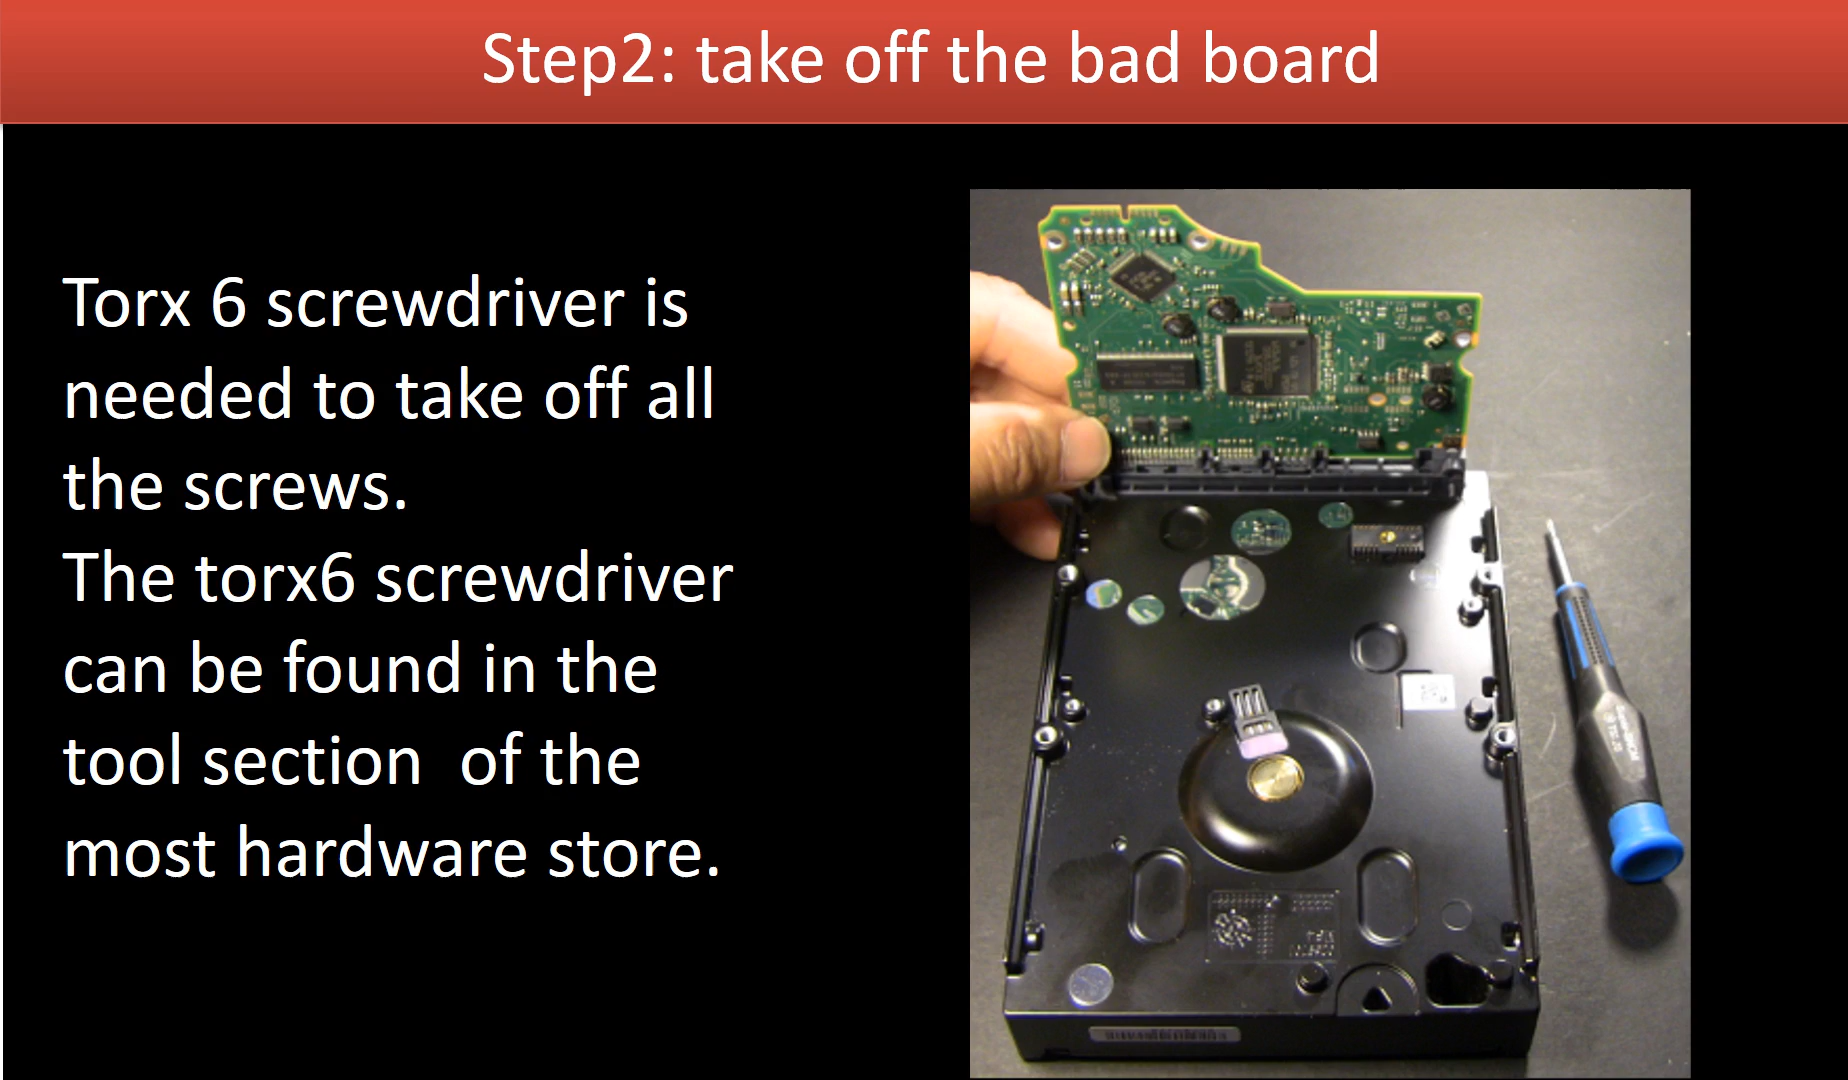 Step2: take off the bad board
Torx 6 screwdriver is
needed to take off all
the screws.
The torx6 screwdriver
can be found in the
tool section  of the
most hardware store.